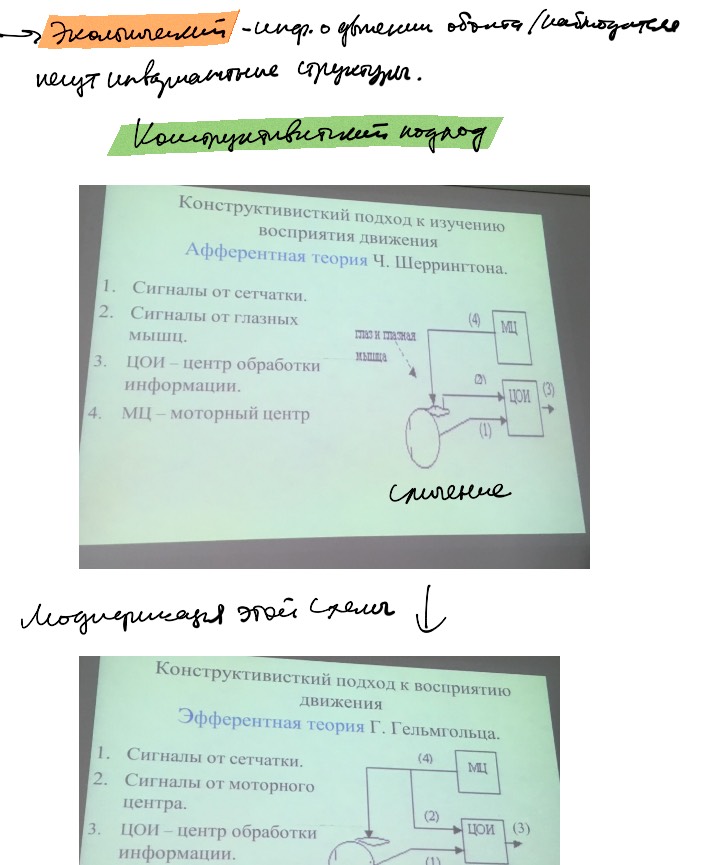 Экологический - инф. о движении объекта/наблюдателя
несут инвариантные структуры.
Конструктивистский подход
Конструктивисткий подход к изучению
восприятия движения
Афферентная теория Ч. Шеррингтона.
1. Сигналы от сетчатки.
2. Сигналы от глазных
мышц.
3. ЦОИ – центр обработки
информации.
4. МЦ – моторный центр
глаз и глазная
мышца
(4)
МЦ
(2)
ЦОИ
(3)
(1)
сличение
Модификация этой схемы
Конструктивисткий подход к восприятию
движения
Эфферентная теория Г. Гельмгольца.
1. Сигналы от сетчатки.
2. Сигналы от моторного
центра.
3. ЦОИ – центр обработки
информации.
(4)
МЦ
(2)
ЦОИ
(3)
(1)